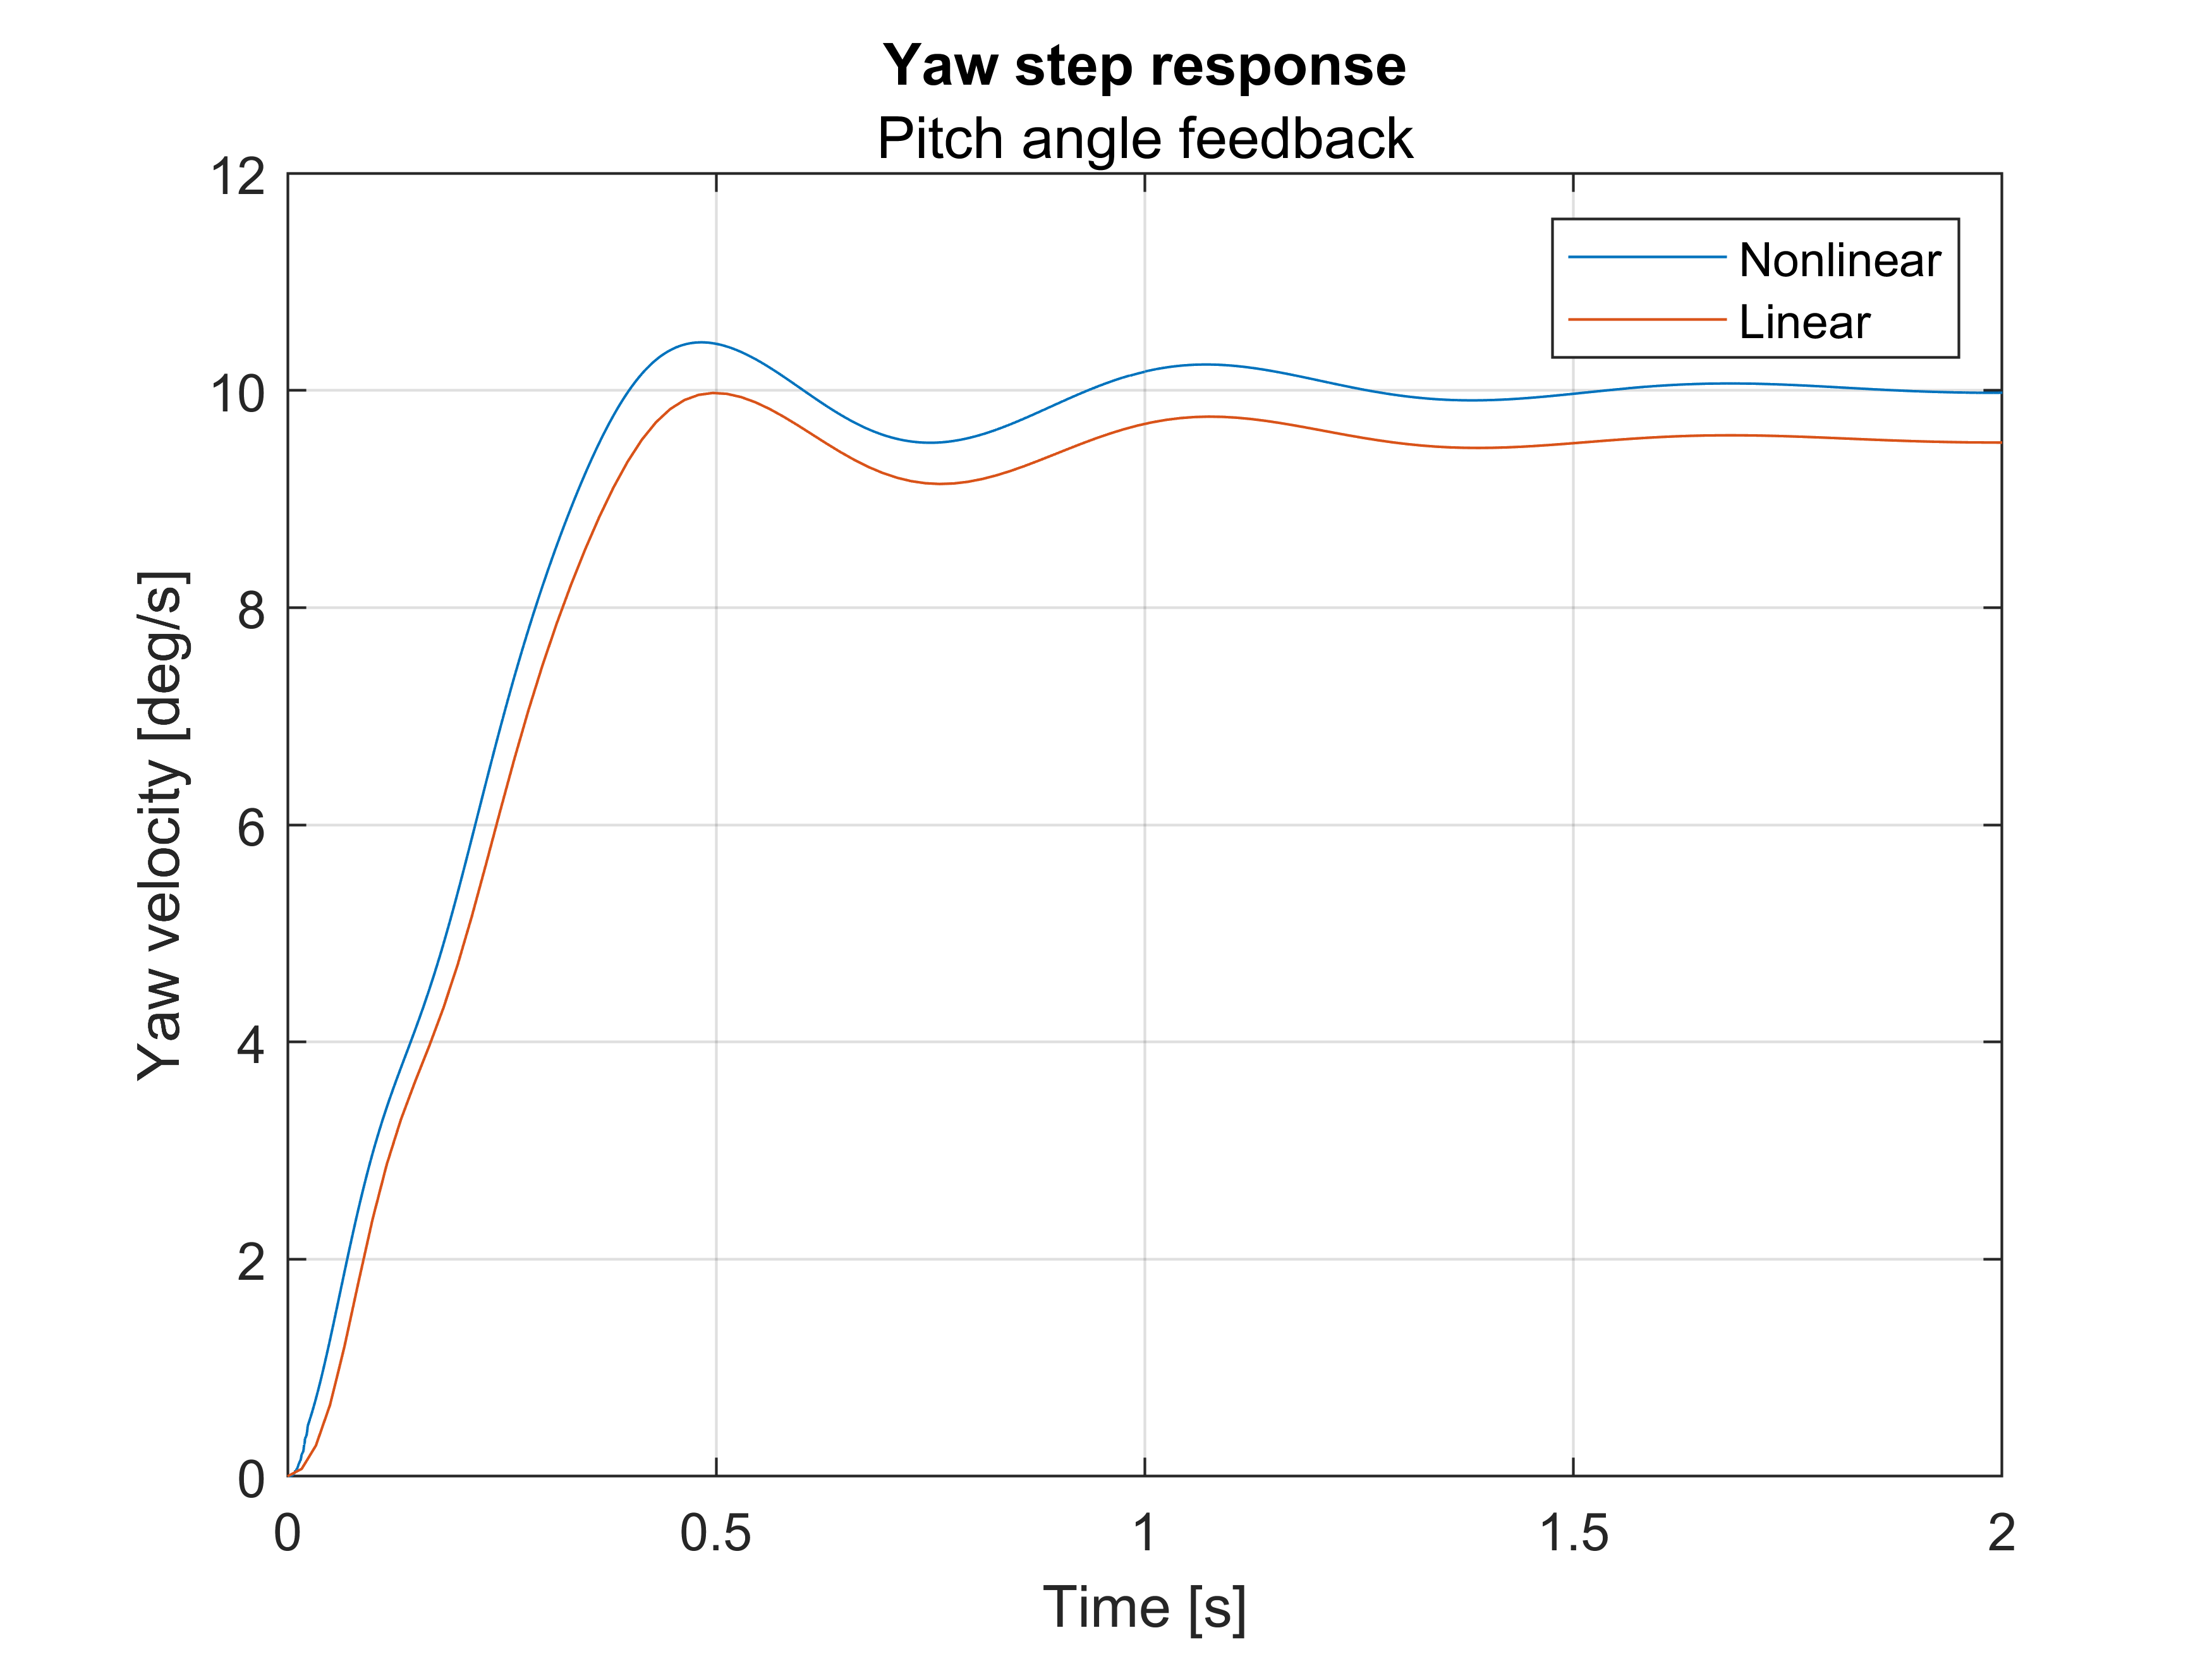 Yaw step response
Pitch angle feedback
12
10
8
6
4
2
0
Yaw velocity [deg/s]
Nonlinear
Linear
0 0.5 1 1.5 2
Time [s]